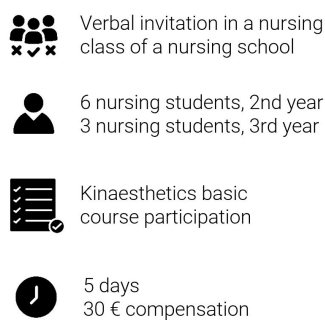 Verbal invitation in a nursing
class of a nursing school
6 nursing students, 2nd year
3 nursing students, 3rd year
Kinaesthetics basic
course participation
5 days
30 € compensation